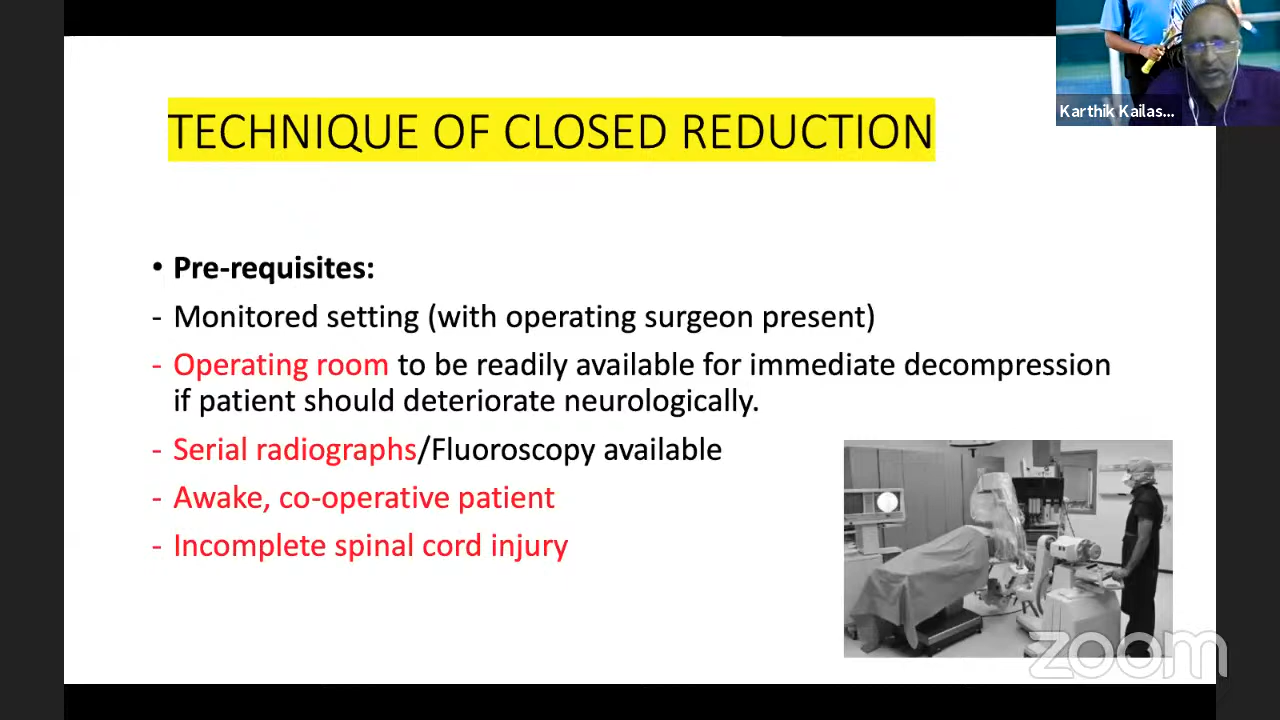 Karthik Kailas...
TECHNIQUE OF CLOSED REDUCTION
• Pre-requisites:
- Monitored setting (with operating surgeon present)
- Operating room to be readily available for immediate decompression
if patient should deteriorate neurologically.
- Serial radiographs/Fluoroscopy available
- Awake, co-operative patient
- Incomplete spinal cord injury
zoom